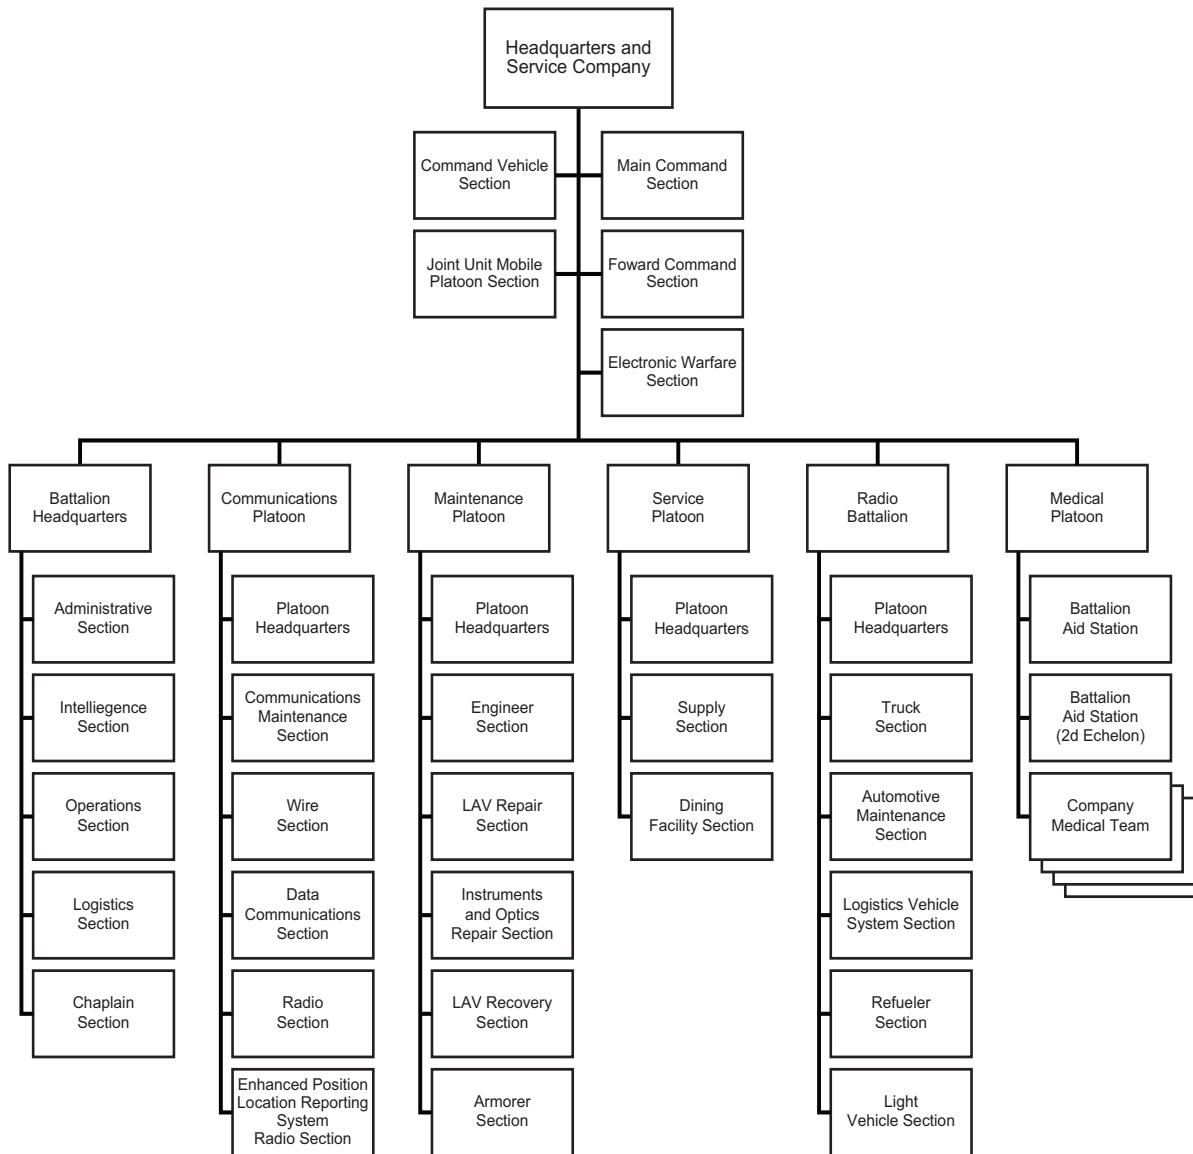 Headquarters and
Service Company
Command Vehicle
Section
Main Command
Section
Joint Unit Mobile
Platoon Section
Foward Command
Section
Electronic Warfare
Section
Battalion
Headquarters
Communications
Platoon
Maintenance
Platoon
Service
Platoon
Radio
Battalion
Medical
Platoon
Administrative
Section
Intelliegence
Section
Operations
Section
Logistics
Section
Chaplain
Section
Platoon
Headquarters
Communications
Maintenance
Section
Wire
Section
Data
Communications
Section
Radio
Section
Enhanced Position
Location Reporting
System
Radio Section
Platoon
Headquarters
Engineer
Section
LAV Repair
Section
Instruments
and Optics
Repair Section
LAV Recovery
Section
Armorer
Section
Platoon
Headquarters
Supply
Section
Dining
Facility Section
Platoon
Headquarters
Truck
Section
Automotive
Maintenance
Section
Logistics Vehicle
System Section
Refueler
Section
Light
Vehicle Section
Battalion
Aid Station
Battalion
Aid Station
(2d Echelon)
Company
Medical Team